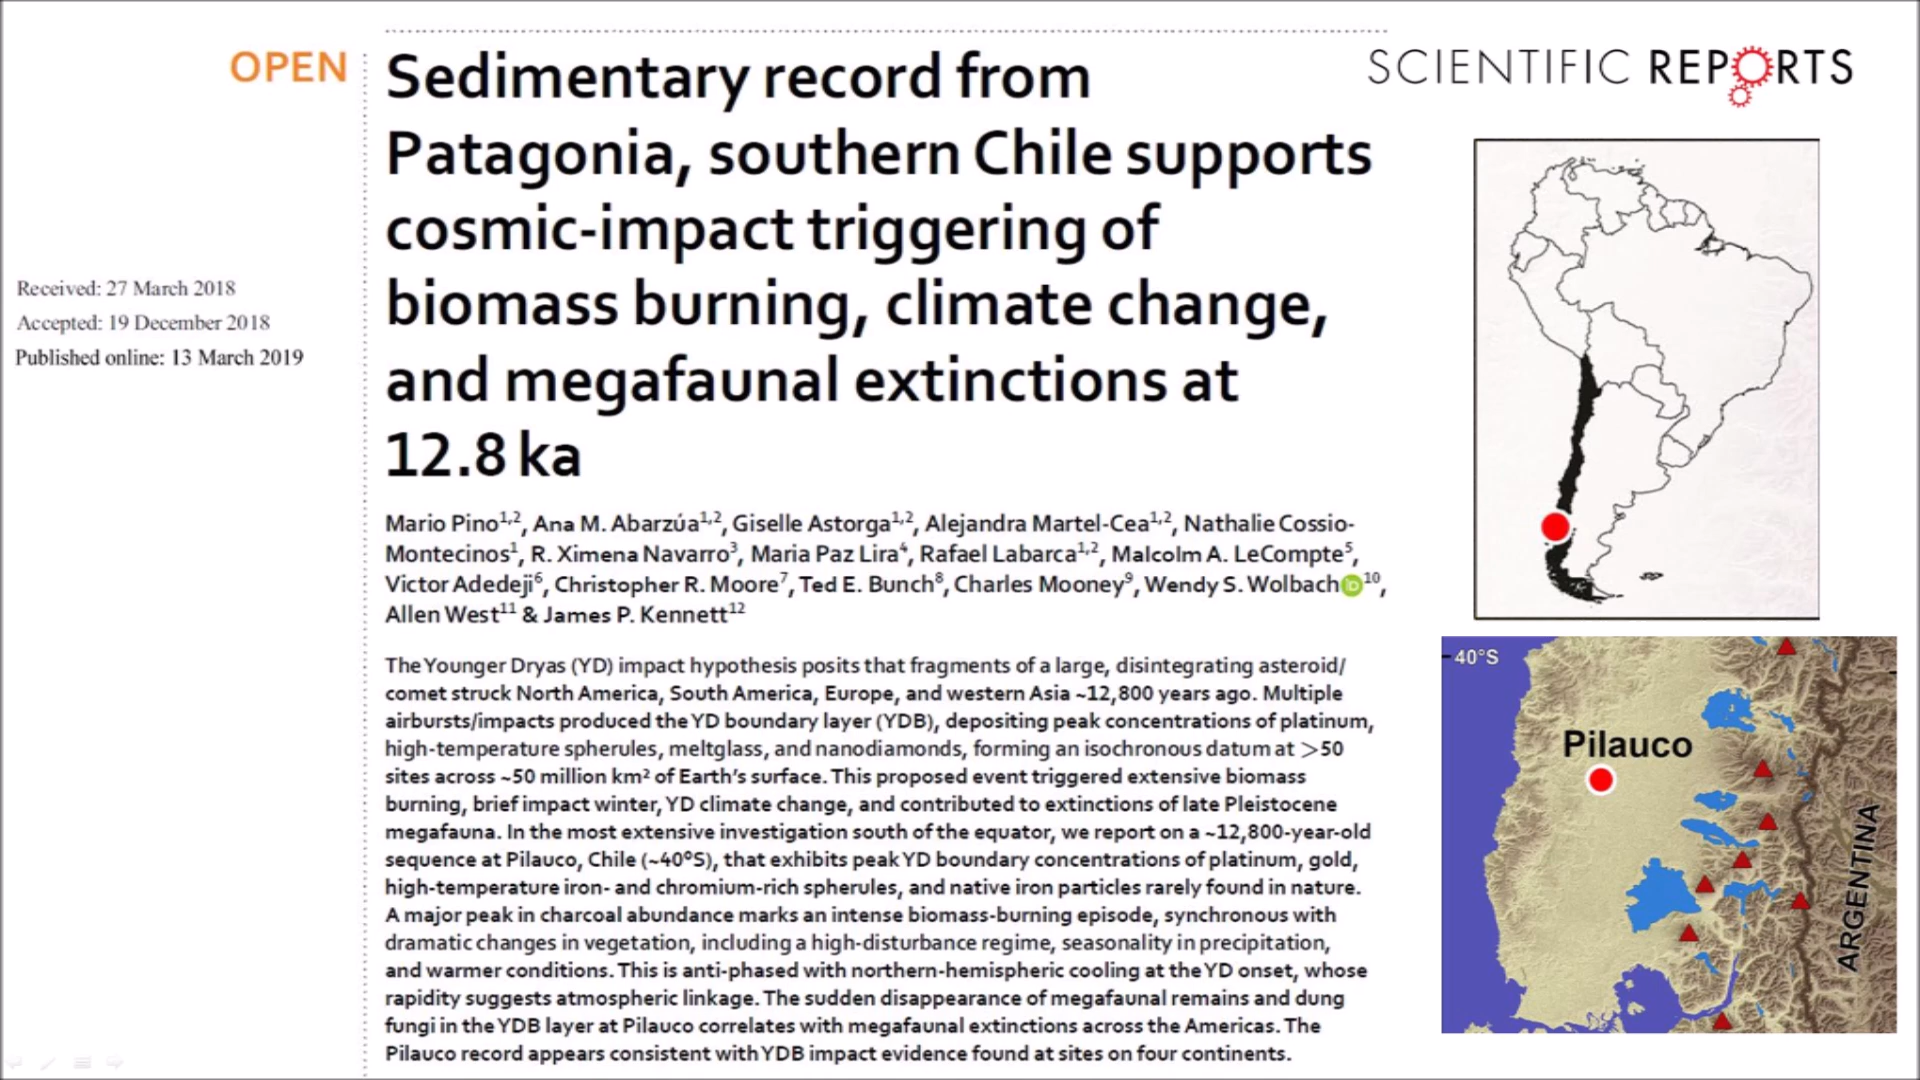 OPEN
Sedimentary record from
Patagonia, southern Chile supports
cosmic-impact triggering of
biomass burning, climate change,
and megafaunal extinctions at
12.8 ka
SCIENTIFIC REPORTS
Received: 27 March 2018
Accepted: 19 December 2018
Published online: 13 March 2019
Mario Pino1,2, Ana M. Abarzúa1,2, Giselle Astorga1,2, Alejandra Martel-Cea1,2, Nathalie Cossio-
Montecinos1, R. Ximena Navarro3, Maria Paz Lira4, Rafael Labarca1,2, Malcolm A. LeCompte5,
Victor Adedeji6, Christopher R. Moore7, Ted E. Bunch8, Charles Mooney9, Wendy S. Wolbach iD 10,
Allen West11 & James P. Kennett12
The Younger Dryas (YD) impact hypothesis posits that fragments of a large, disintegrating asteroid/
comet struck North America, South America, Europe, and western Asia ~12,800 years ago. Multiple
airbursts/impacts produced the YD boundary layer (YDB), depositing peak concentrations of platinum,
high-temperature spherules, meltglass, and nanodiamonds, forming an isochronous datum at >50
sites across ~50 million km² of Earth's surface. This proposed event triggered extensive biomass
burning, brief impact winter, YD climate change, and contributed to extinctions of late Pleistocene
megafauna. In the most extensive investigation south of the equator, we report on a ~12,800-year-old
sequence at Pilauco, Chile (~40°S), that exhibits peak YD boundary concentrations of platinum, gold,
high-temperature iron- and chromium-rich spherules, and native iron particles rarely found in nature.
A major peak in charcoal abundance marks an intense biomass-burning episode, synchronous with
dramatic changes in vegetation, including a high-disturbance regime, seasonality in precipitation,
and warmer conditions. This is anti-phased with northern-hemispheric cooling at the YD onset, whose
rapidity suggests atmospheric linkage. The sudden disappearance of megafaunal remains and dung
fungi in the YDB layer at Pilauco correlates with megafaunal extinctions across the Americas. The
Pilauco record appears consistent with YDB impact evidence found at sites on four continents.
40°S
Pilauco
ARGENTINA